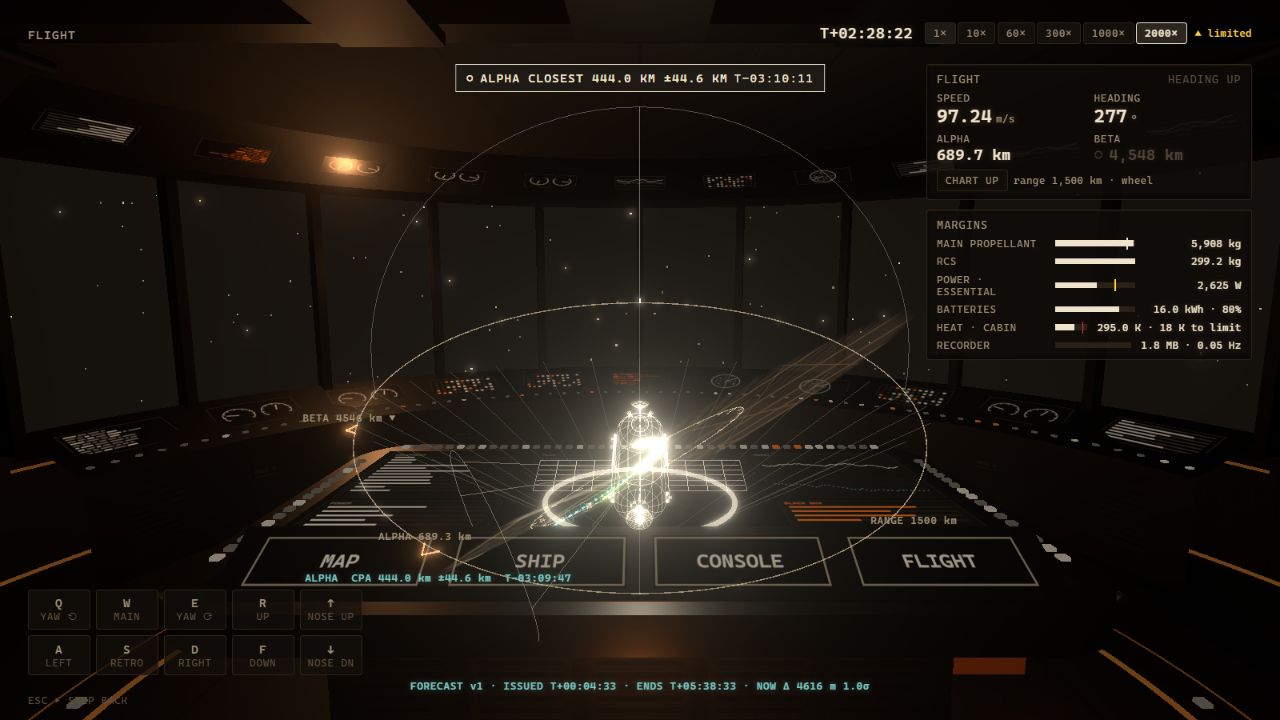 FLIGHT
T+02:28:22 1× 10× 60× 300× 1000× 2000× ▲ limited
ALPHA CLOSEST 444.0 KM ±44.6 KM T−03:10:11
FLIGHT HEADING UP
SPEED HEADING
97.24 m/s 277°
ALPHA BETA
689.7 km 4,548 km
CHART UP range 1,500 km · wheel
MARGINS
MAIN PROPELLANT 5,908 kg
RCS 299.2 kg
POWER · ESSENTIAL 2,625 W
BATTERIES 16.0 kWh · 80%
HEAT · CABIN 295.0 K · 18 K to limit
RECORDER 1.8 MB · 0.05 Hz
BETA 4546 km ▼
RANGE 1500 km
ALPHA 689.3 km
MAP SHIP CONSOLE FLIGHT
ALPHA CPA 444.0 km ±44.6 km T−03:09:47
Q W E R ↑
YAW ⟲ MAIN YAW ⟳ UP NOSE UP
A S D F ↓
LEFT RETRO RIGHT DOWN NOSE DN
FORECAST v1 · ISSUED T+00:04:33 · ENDS T+05:38:33 · NOW Δ 4616 m 1.0σ
ESC · STEP BACK